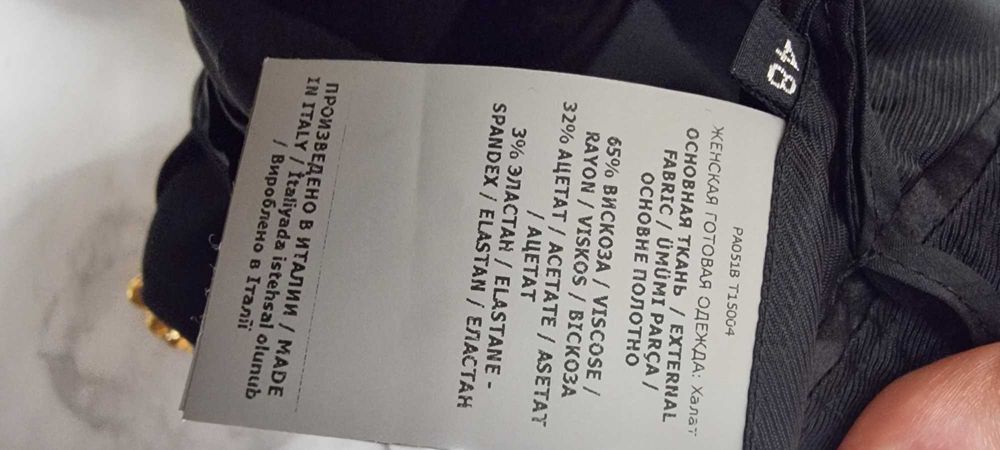 48
PA051B T15004
ЖЕНСКАЯ ГОТОВАЯ ОДЕЖДА: Халат
ОСНОВНАЯ ТКАНЬ / EXTERNAL
FABRIC / ÜMÜMI PARÇA /
ОСНОВНЕ ПОЛОТНО
65% ВИСКОЗА / VISCOSE /
RAYON / VISKOS / ВІСКОЗА
32% АЦЕТАТ / ACETATE / ASETAT
/ АЦЕТАТ
3% ЭЛАСТАН / ELASTANE -
SPANDEX / ELASTAN / ЕЛАСТАН
ПРОИЗВЕДЕНО В ИТАЛИИ / MADE
IN ITALY / İtaliyada istehsal olunub
/ Вироблено в Італії